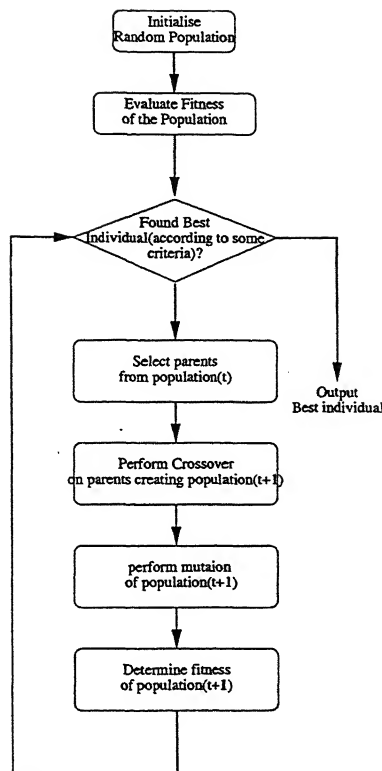 Initialise
Random Population
Evaluate Fitness
of the Population
Found Best
Individual(according to some
criteria)?
Select parents
from population(t)
Output
Best individual
Perform Crossover
on parents creating population(t+1)
perform mutaion
of population(t+1)
Determine fitness
of population(t+1)